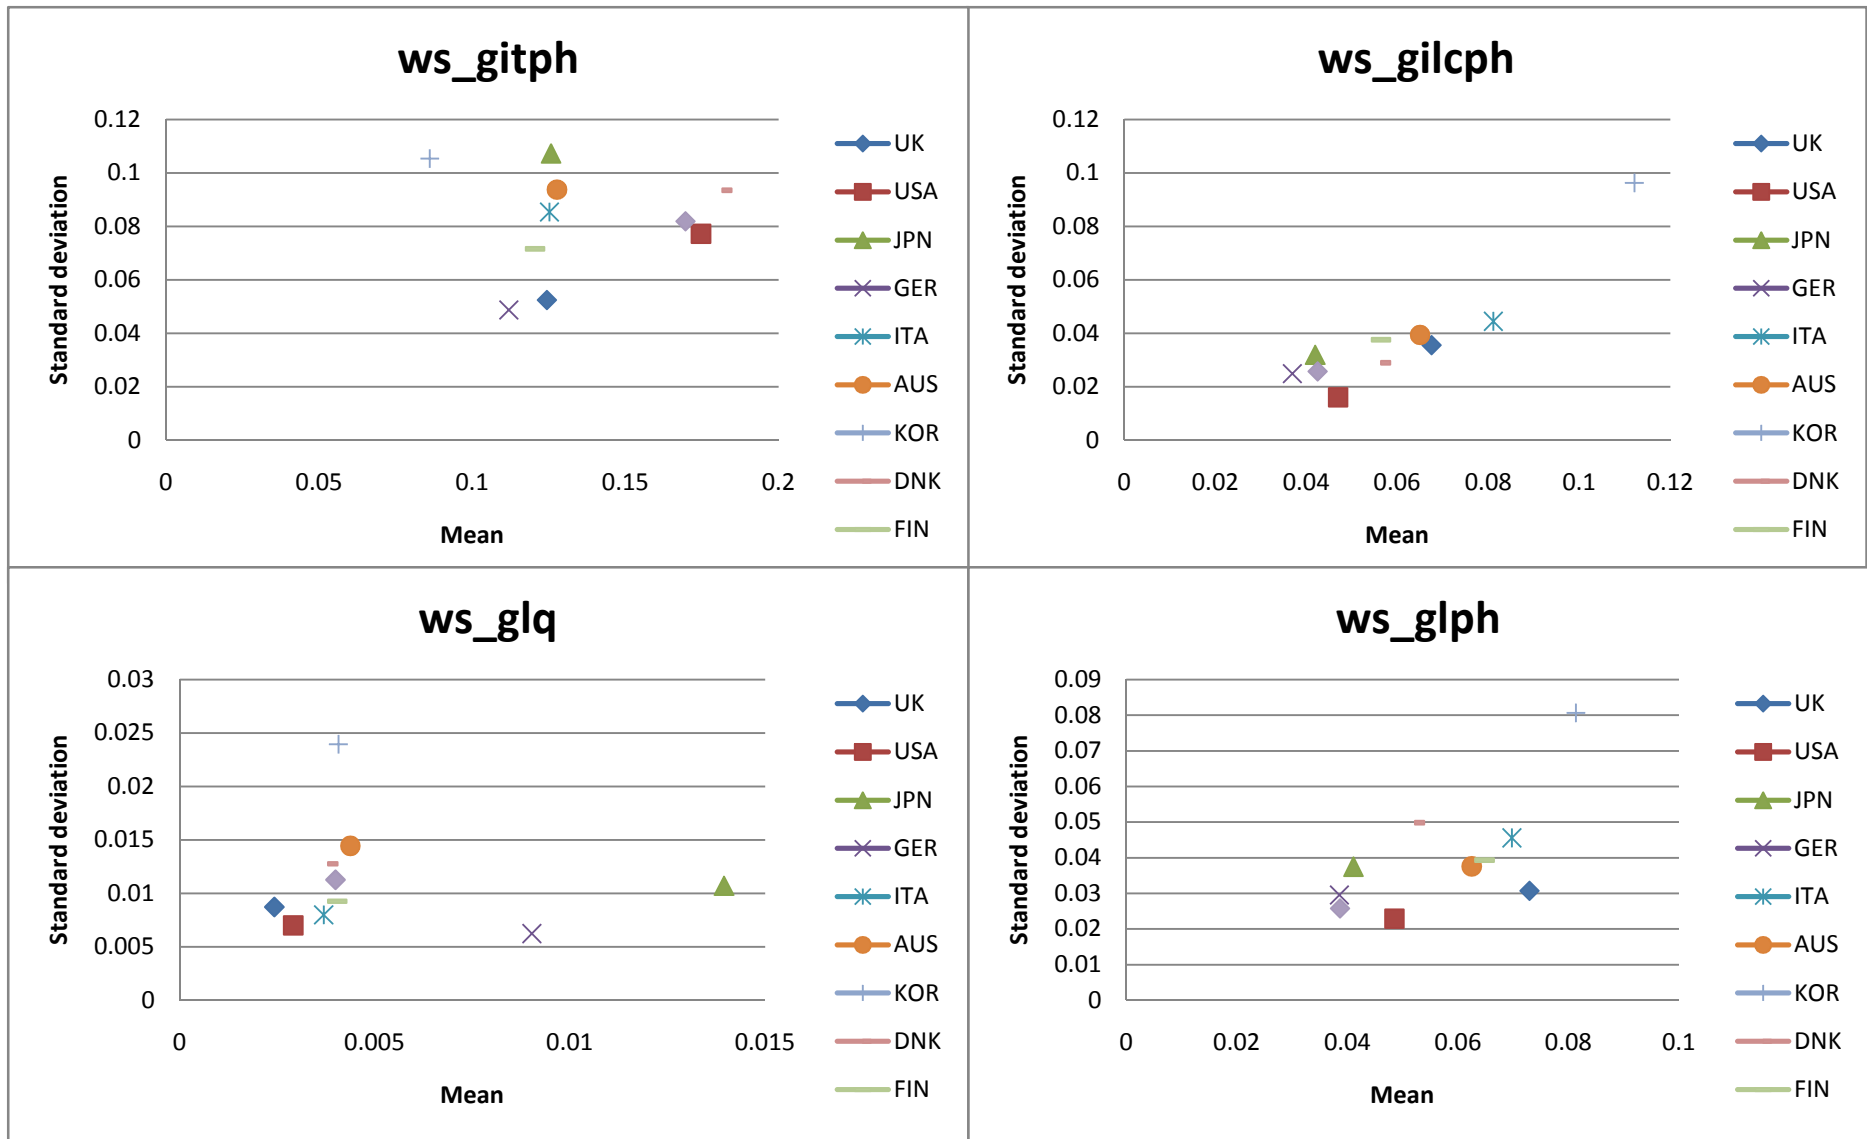 ws_gitph
Standard deviation
0.12
0.1
0.08
0.06
0.04
0.02
0
0
0.05
0.1
0.15
0.2
Mean
UK
USA
JPN
GER
ITA
AUS
KOR
DNK
FIN
ws_gilcph
Standard deviation
0.12
0.1
0.08
0.06
0.04
0.02
0
0
0.02
0.04
0.06
0.08
0.1
0.12
Mean
UK
USA
JPN
GER
ITA
AUS
KOR
DNK
FIN
ws_glq
Standard deviation
0.03
0.025
0.02
0.015
0.01
0.005
0
0
0.005
0.01
0.015
Mean
UK
USA
JPN
GER
ITA
AUS
KOR
DNK
FIN
ws_glph
Standard deviation
0.09
0.08
0.07
0.06
0.05
0.04
0.03
0.02
0.01
0
0
0.02
0.04
0.06
0.08
0.1
Mean
UK
USA
JPN
GER
ITA
AUS
KOR
DNK
FIN